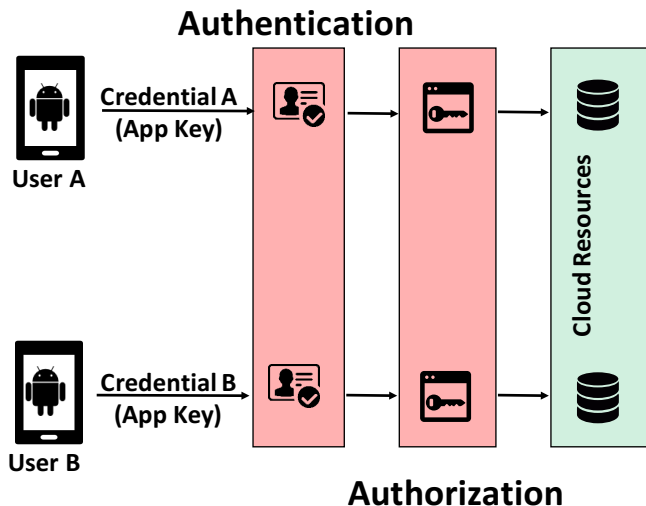 Authentication
Credential A
(App Key)
User A
Cloud Resources
Credential B
(App Key)
User B
Authorization